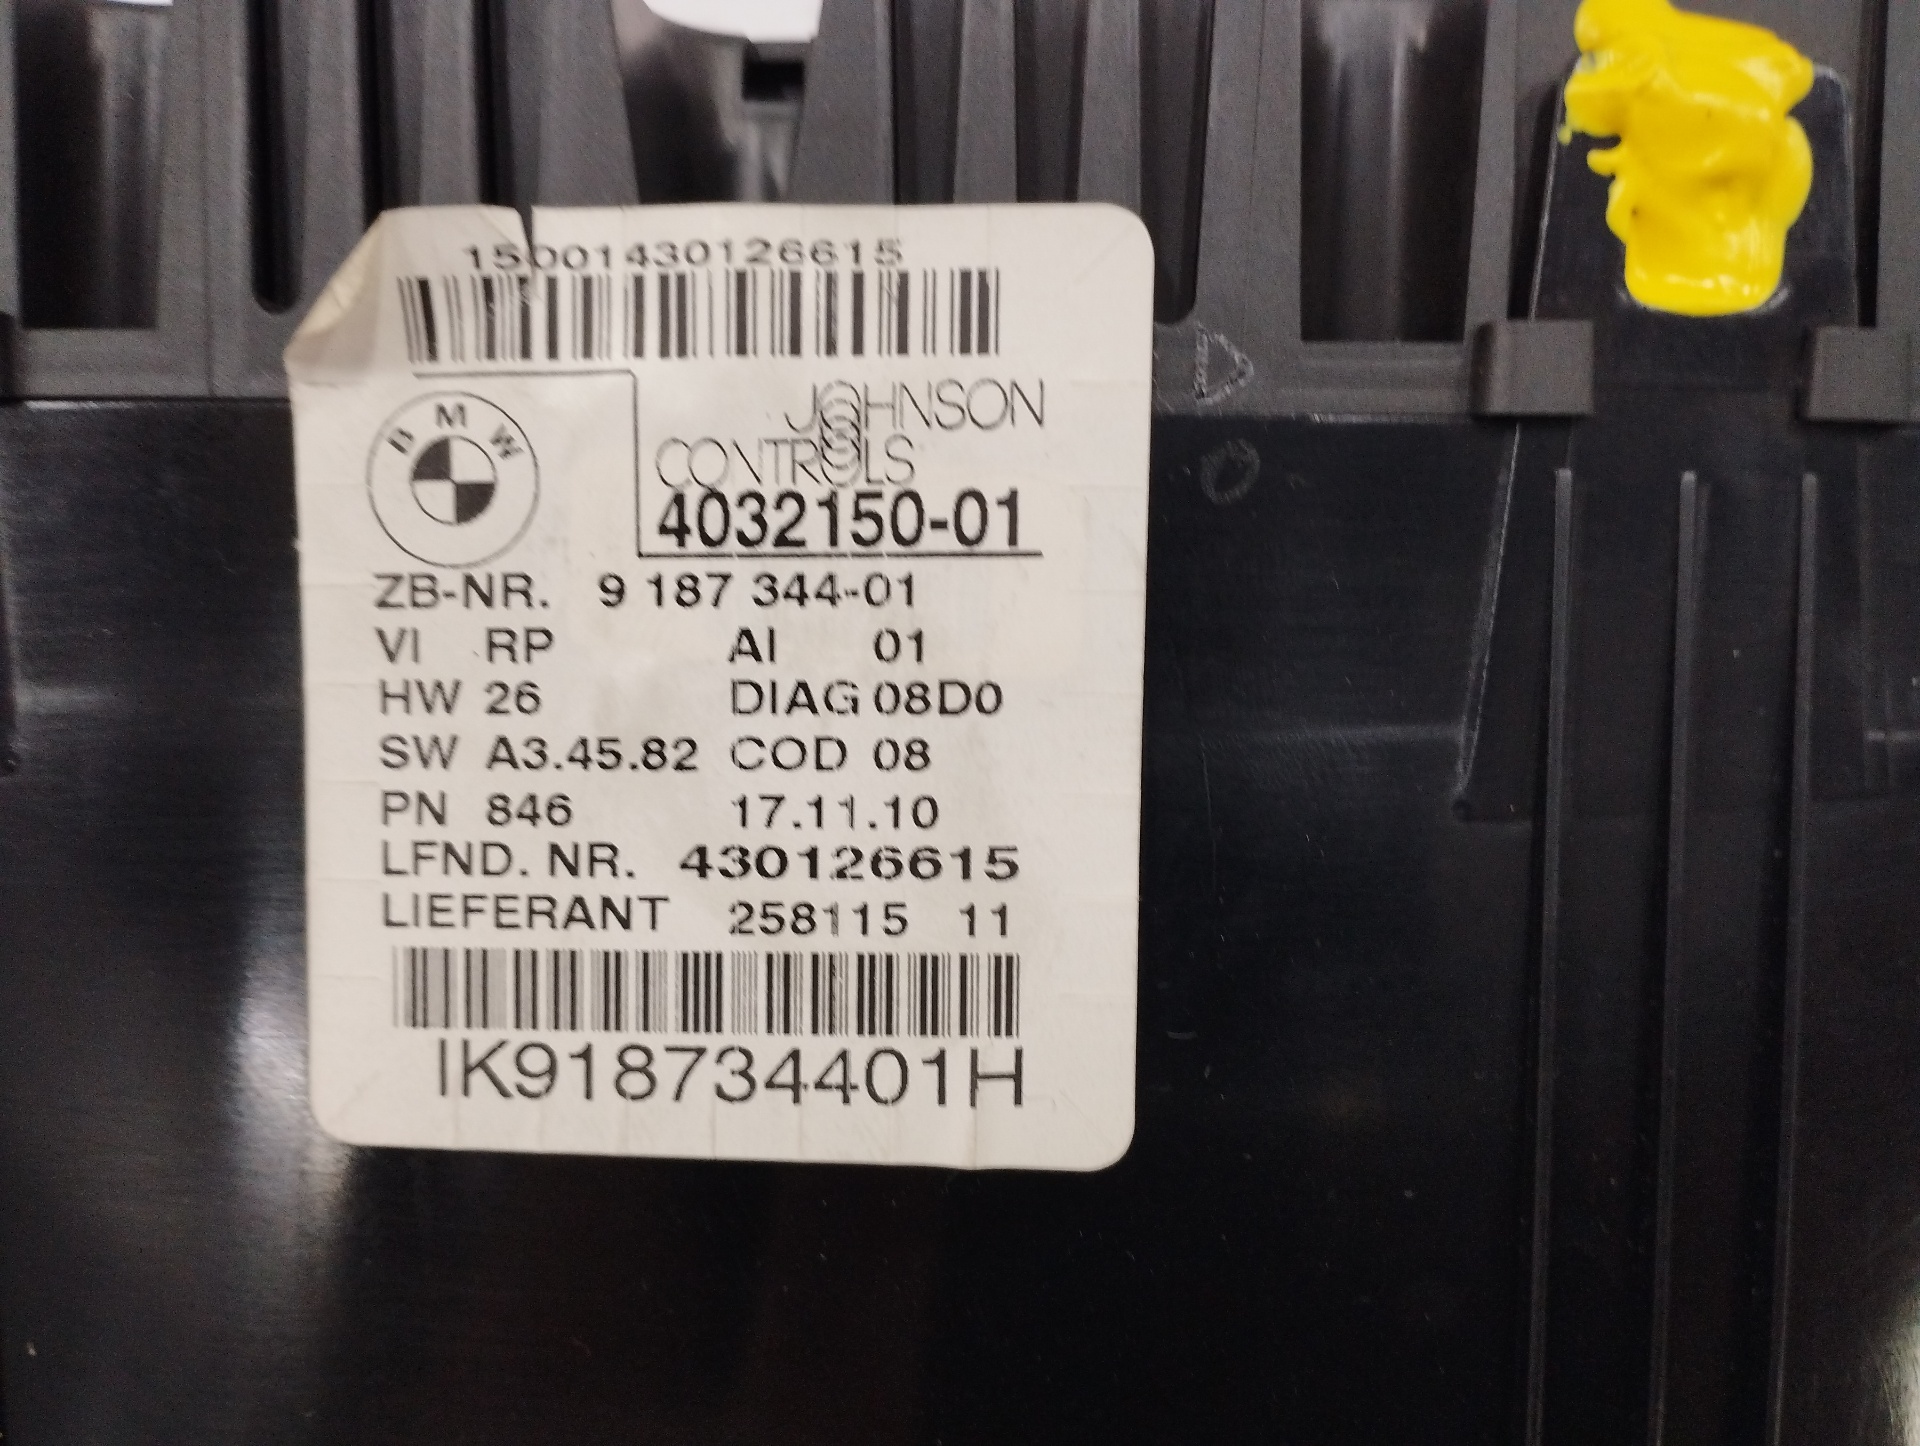 15001430126615
BMW
JOHNSON
CONTROLS
4032150-01
ZB-NR. 9 187 344-01
VI RP AI 01
HW 26 DIAG 08D0
SW A3.45.82 COD 08
PN 846 17.11.10
LFND. NR. 430126615
LIEFERANT 258115 11
IK918734401H